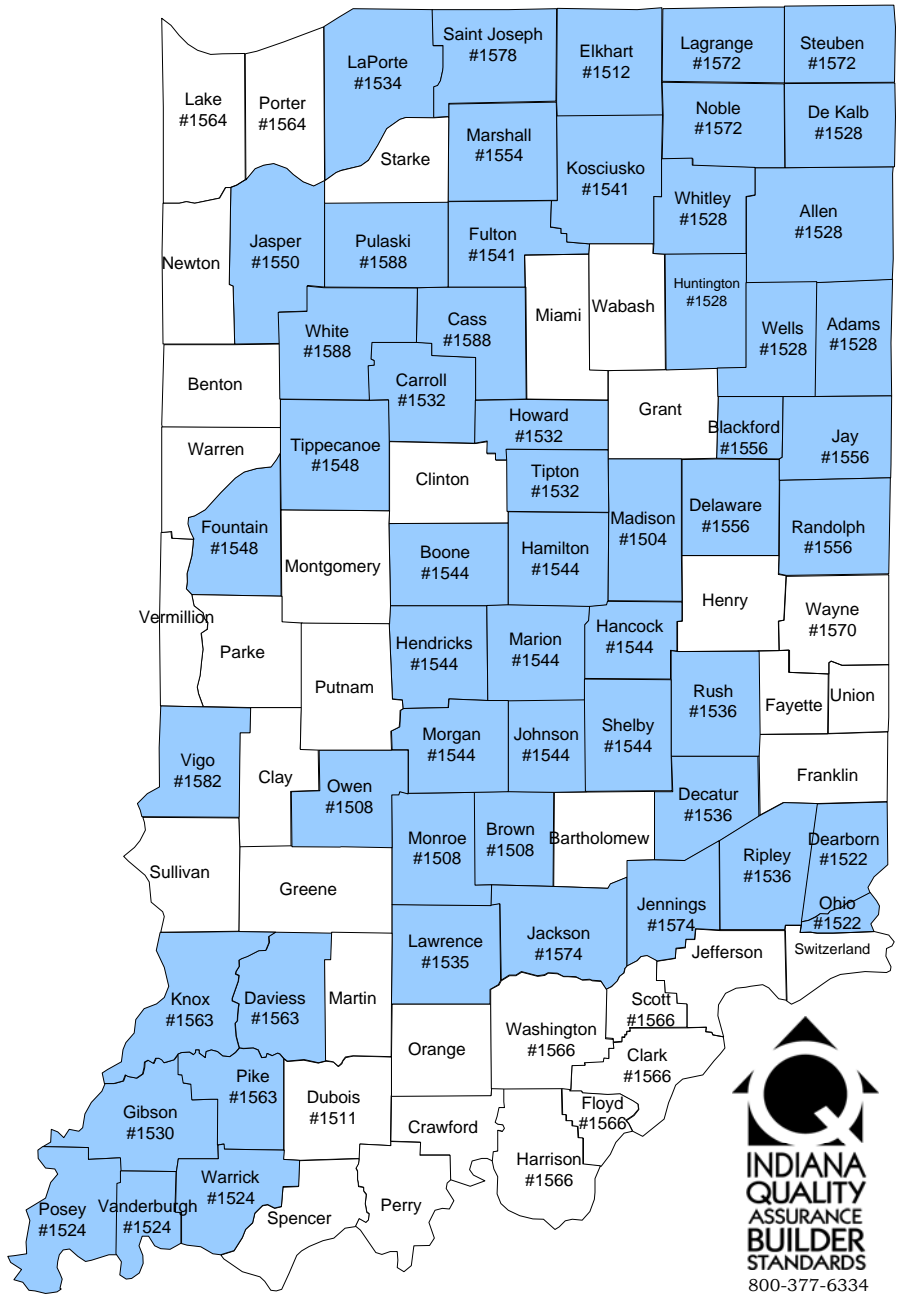 Saint Joseph
#1578
LaPorte
#1534
Elkhart
#1512
Lagrange
#1572
Steuben
#1572
Lake
#1564
Porter
#1564
Starke
Marshall
#1554
Kosciusko
#1541
Noble
#1572
De Kalb
#1528
Whitley
#1528
Allen
#1528
Newton
Jasper
#1550
Pulaski
#1588
Fulton
#1541
Miami
Wabash
Huntington
#1528
Wells
#1528
Adams
#1528
White
#1588
Cass
#1588
Carroll
#1532
Benton
Howard
#1532
Grant
Blackford
#1556
Jay
#1556
Warren
Tippecanoe
#1548
Clinton
Tipton
#1532
Madison
#1504
Delaware
#1556
Randolph
#1556
Fountain
#1548
Montgomery
Boone
#1544
Hamilton
#1544
Henry
Wayne
#1570
Vermillion
Parke
Putnam
Hendricks
#1544
Marion
#1544
Hancock
#1544
Rush
#1536
Fayette
Union
Vigo
#1582
Clay
Owen
#1508
Morgan
#1544
Johnson
#1544
Shelby
#1544
Decatur
#1536
Franklin
Sullivan
Greene
Monroe
#1508
Brown
#1508
Bartholomew
Ripley
#1536
Dearborn
#1522
Ohio
#1522
Jennings
#1574
Jackson
#1574
Lawrence
#1535
Jefferson
Switzerland
Knox
#1563
Daviess
#1563
Martin
Orange
Washington
#1566
Scott
#1566
Clark
#1566
Pike
#1563
Dubois
#1511
Gibson
#1530
Crawford
Floyd
#1566
Harrison
#1566
Posey
#1524
Vanderburgh
#1524
Warrick
#1524
Spencer
Perry
INDIANA
QUALITY
ASSURANCE
BUILDER
STANDARDS
800-377-6334